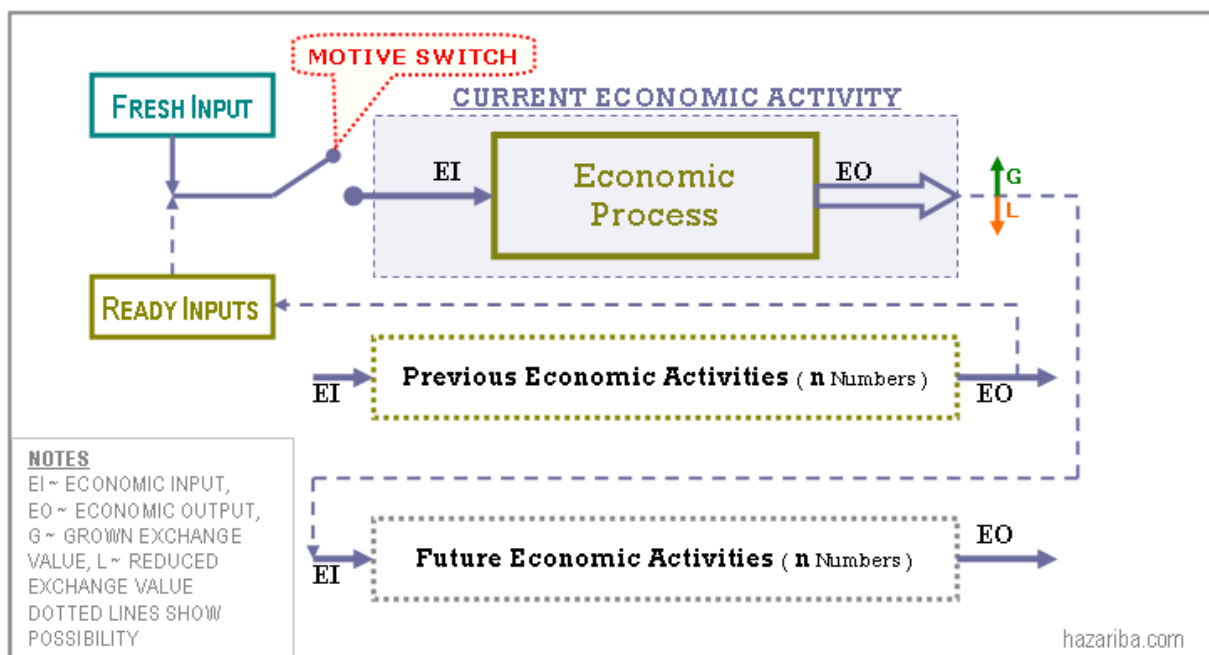 MOTIVE SWITCH
FRESH INPUT
CURRENT ECONOMIC ACTIVITY
EI
Economic
Process
EO
G
L
READY INPUTS
Previous Economic Activities ( n Numbers )
EI
EO
NOTES
EI ~ ECONOMIC INPUT,
EO ~ ECONOMIC OUTPUT,
G ~ GROWN EXCHANGE
VALUE, L ~ REDUCED
EXCHANGE VALUE
DOTTED LINES SHOW
POSSIBILITY
EI
Future Economic Activities ( n Numbers )
EO
hazariba.com